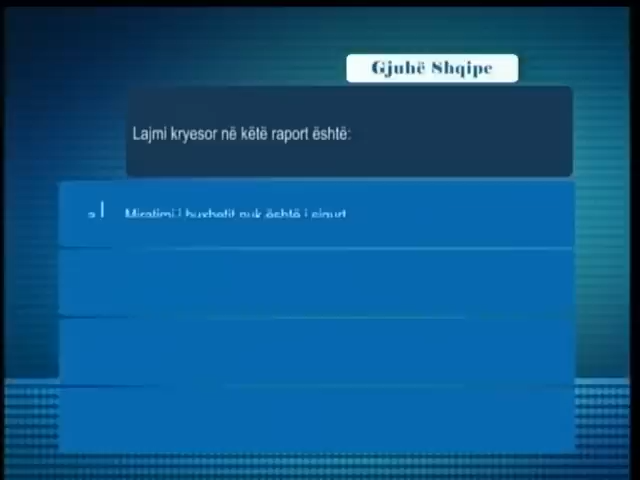 Gjuhë Shqipe
Lajmi kryesor në këtë raport është:
a Miratimi i buxhetit nuk është i sigurt